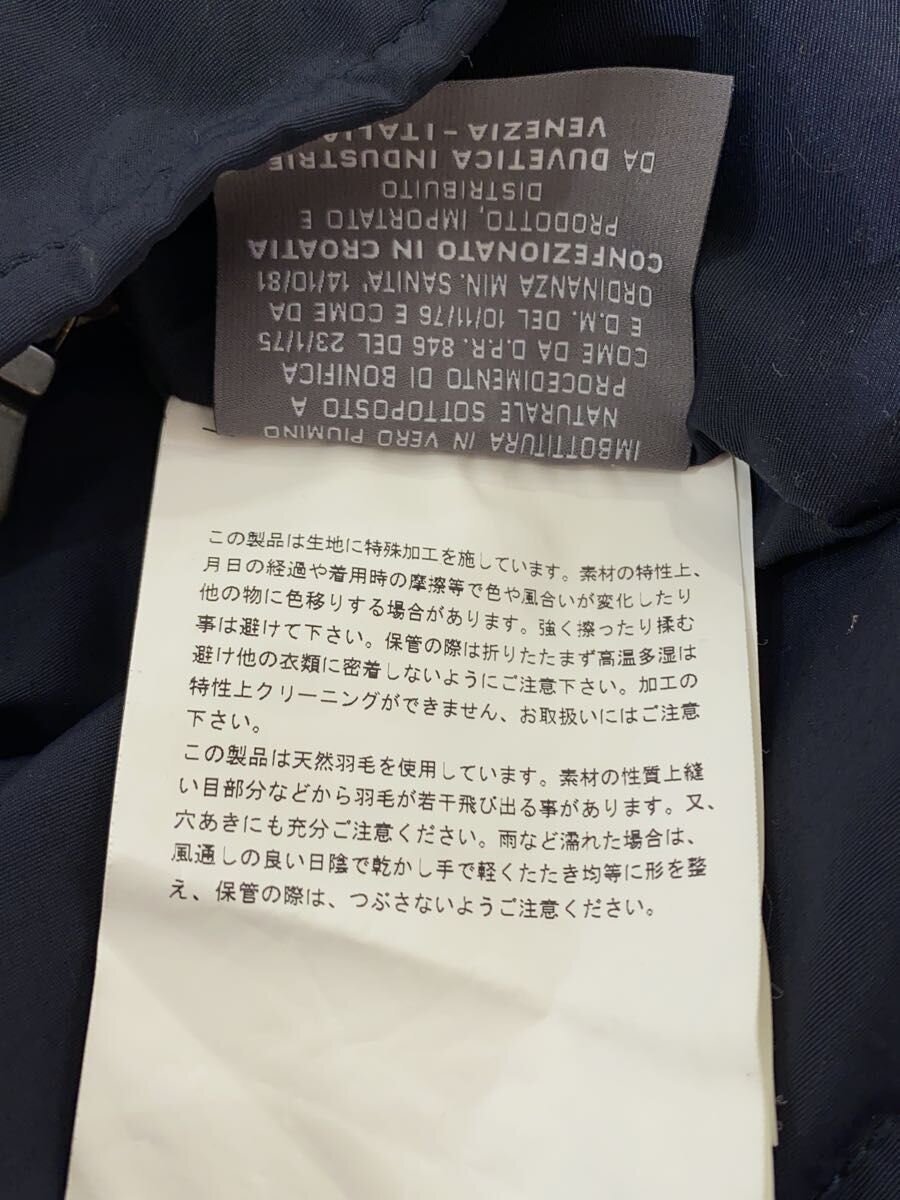 IMBOTTITURA IN VERO PIUMINO
NATURALE SOTTOPOSTO A
PROCEDIMENTO DI BONIFICA
COME DA D.P.R. 846 DEL 23/1/75
E D.M. DEL 10/11/76 E COME DA
ORDINANZA MIN. SANITA' 14/10/81
CONFEZIONATO IN CROATIA
PRODOTTO, IMPORTATO E
DISTRIBUITO
DA DUVETICA INDUSTRIE
VENEZIA - ITALIA
この製品は生地に特殊加工を施しています。素材の特性上、
月日の経過や着用時の摩擦等で色や風合いが変化したり
他の物に色移りする場合があります。強く擦ったり揉む
事は避けて下さい。保管の際は折りたたまず高温多湿は
避け他の衣類に密着しないようにご注意下さい。加工の
特性上クリーニングができません、お取扱いにはご注意
下さい。
この製品は天然羽毛を使用しています。素材の性質上縫
い目部分などから羽毛が若干飛び出る事があります。又、
穴あきにも充分ご注意ください。雨など濡れた場合は、
風通しの良い日陰で乾かし手で軽くたたき均等に形を整
え、保管の際は、つぶさないようご注意ください。